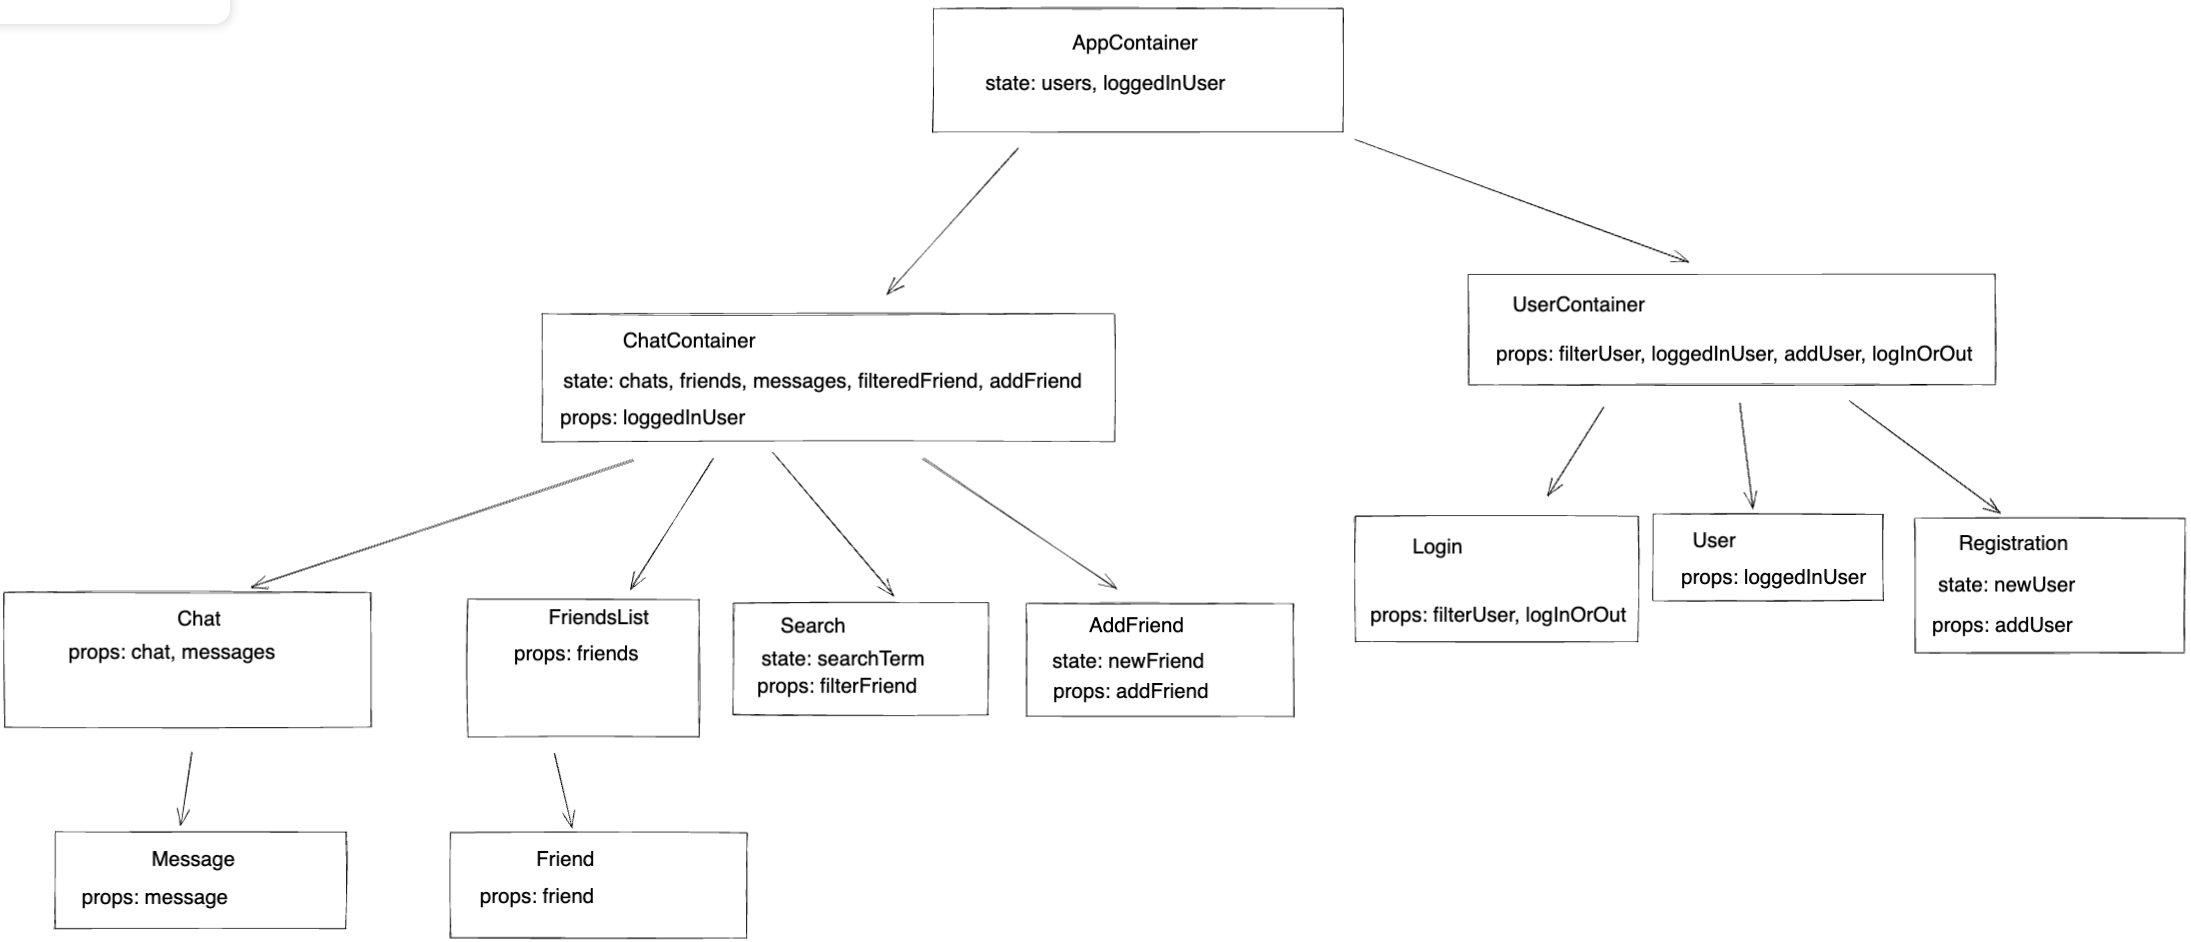 AppContainer
state: users, loggedInUser
ChatContainer
state: chats, friends, messages, filteredFriend, addFriend
props: loggedInUser
UserContainer
props: filterUser, loggedInUser, addUser, logInOrOut
Chat
props: chat, messages
FriendsList
props: friends
Search
state: searchTerm
props: filterFriend
AddFriend
state: newFriend
props: addFriend
Login
props: filterUser, logInOrOut
User
props: loggedInUser
Registration
state: newUser
props: addUser
Message
props: message
Friend
props: friend